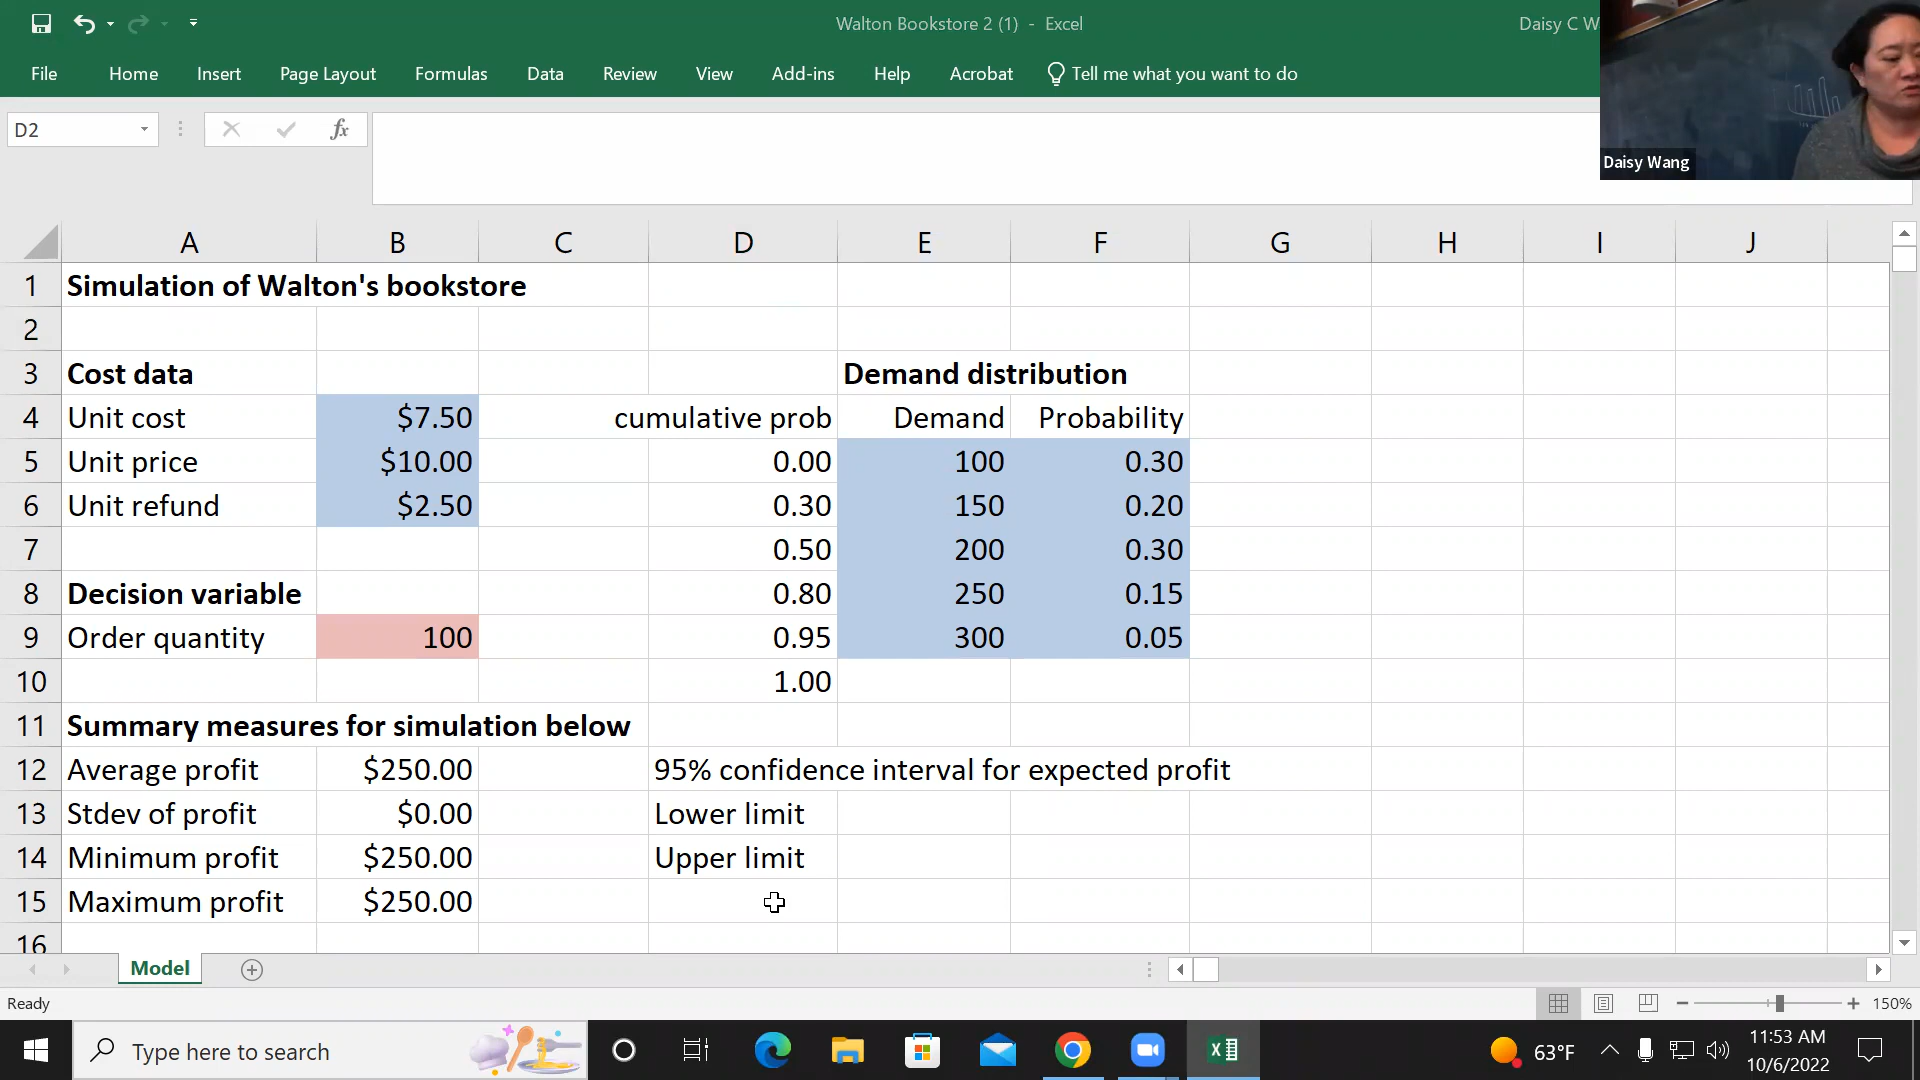 Walton Bookstore 2 (1) - Excel
Daisy C W
File Home Insert Page Layout Formulas Data Review View Add-ins Help Acrobat Tell me what you want to do
D2 fx
Daisy Wang
A B C D E F G H I J
1 Simulation of Walton's bookstore
2
3 Cost data Demand distribution
4 Unit cost $7.50 cumulative prob Demand Probability
5 Unit price $10.00 0.00 100 0.30
6 Unit refund $2.50 0.30 150 0.20
7 0.50 200 0.30
8 Decision variable 0.80 250 0.15
9 Order quantity 100 0.95 300 0.05
10 1.00
11 Summary measures for simulation below
12 Average profit $250.00 95% confidence interval for expected profit
13 Stdev of profit $0.00 Lower limit
14 Minimum profit $250.00 Upper limit
15 Maximum profit $250.00
16
Model
Ready 150%
Type here to search 63°F 11:53 AM
10/6/2022